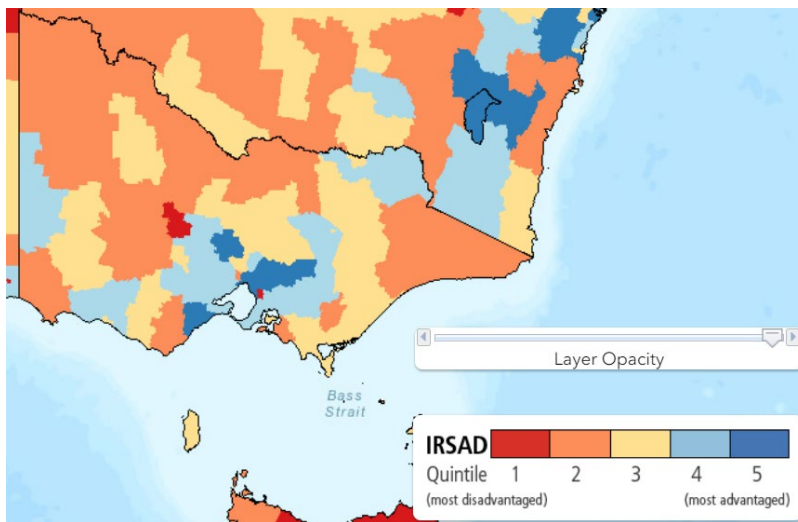 Layer Opacity
Bass
Strait
IRSAD
Quintile 1 2 3 4 5
(most disadvantaged) (most advantaged)